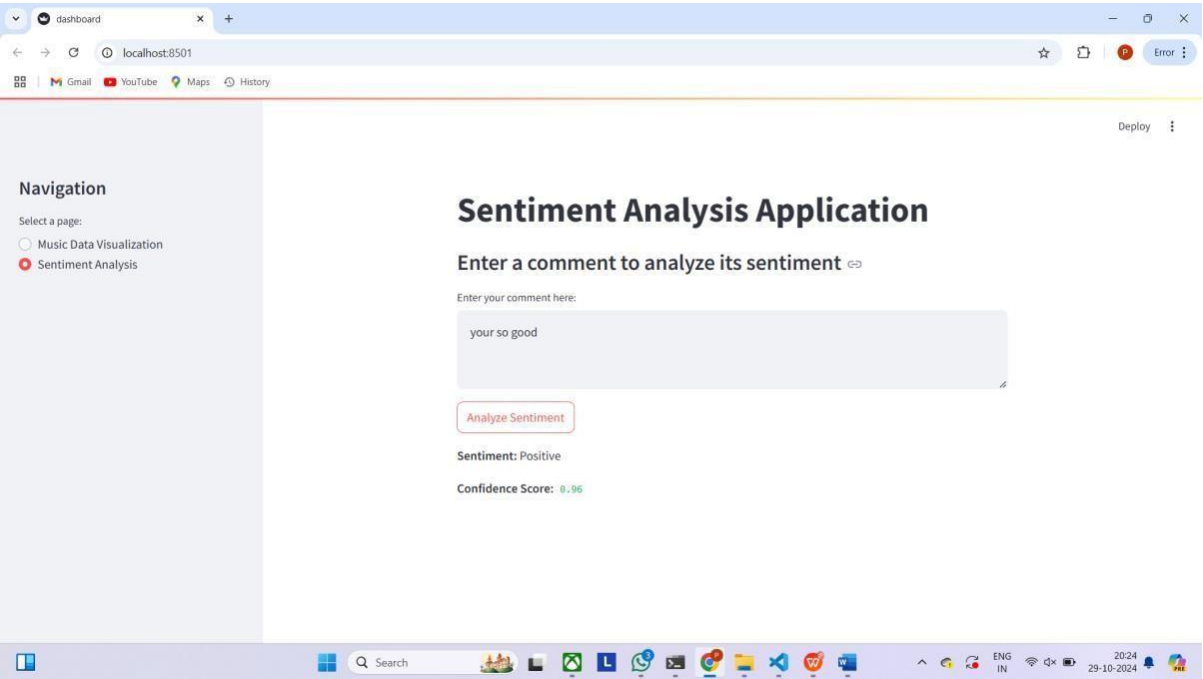 dashboard
localhost:8501
P
Error
Gmail YouTube Maps History
Deploy
Navigation
Select a page:
Music Data Visualization
Sentiment Analysis
Sentiment Analysis Application
Enter a comment to analyze its sentiment
Enter your comment here:
your so good
Analyze Sentiment
Sentiment: Positive
Confidence Score: 0.96
Search
L
3
P
W
W
ENG
IN
20:24
29-10-2024
PRE